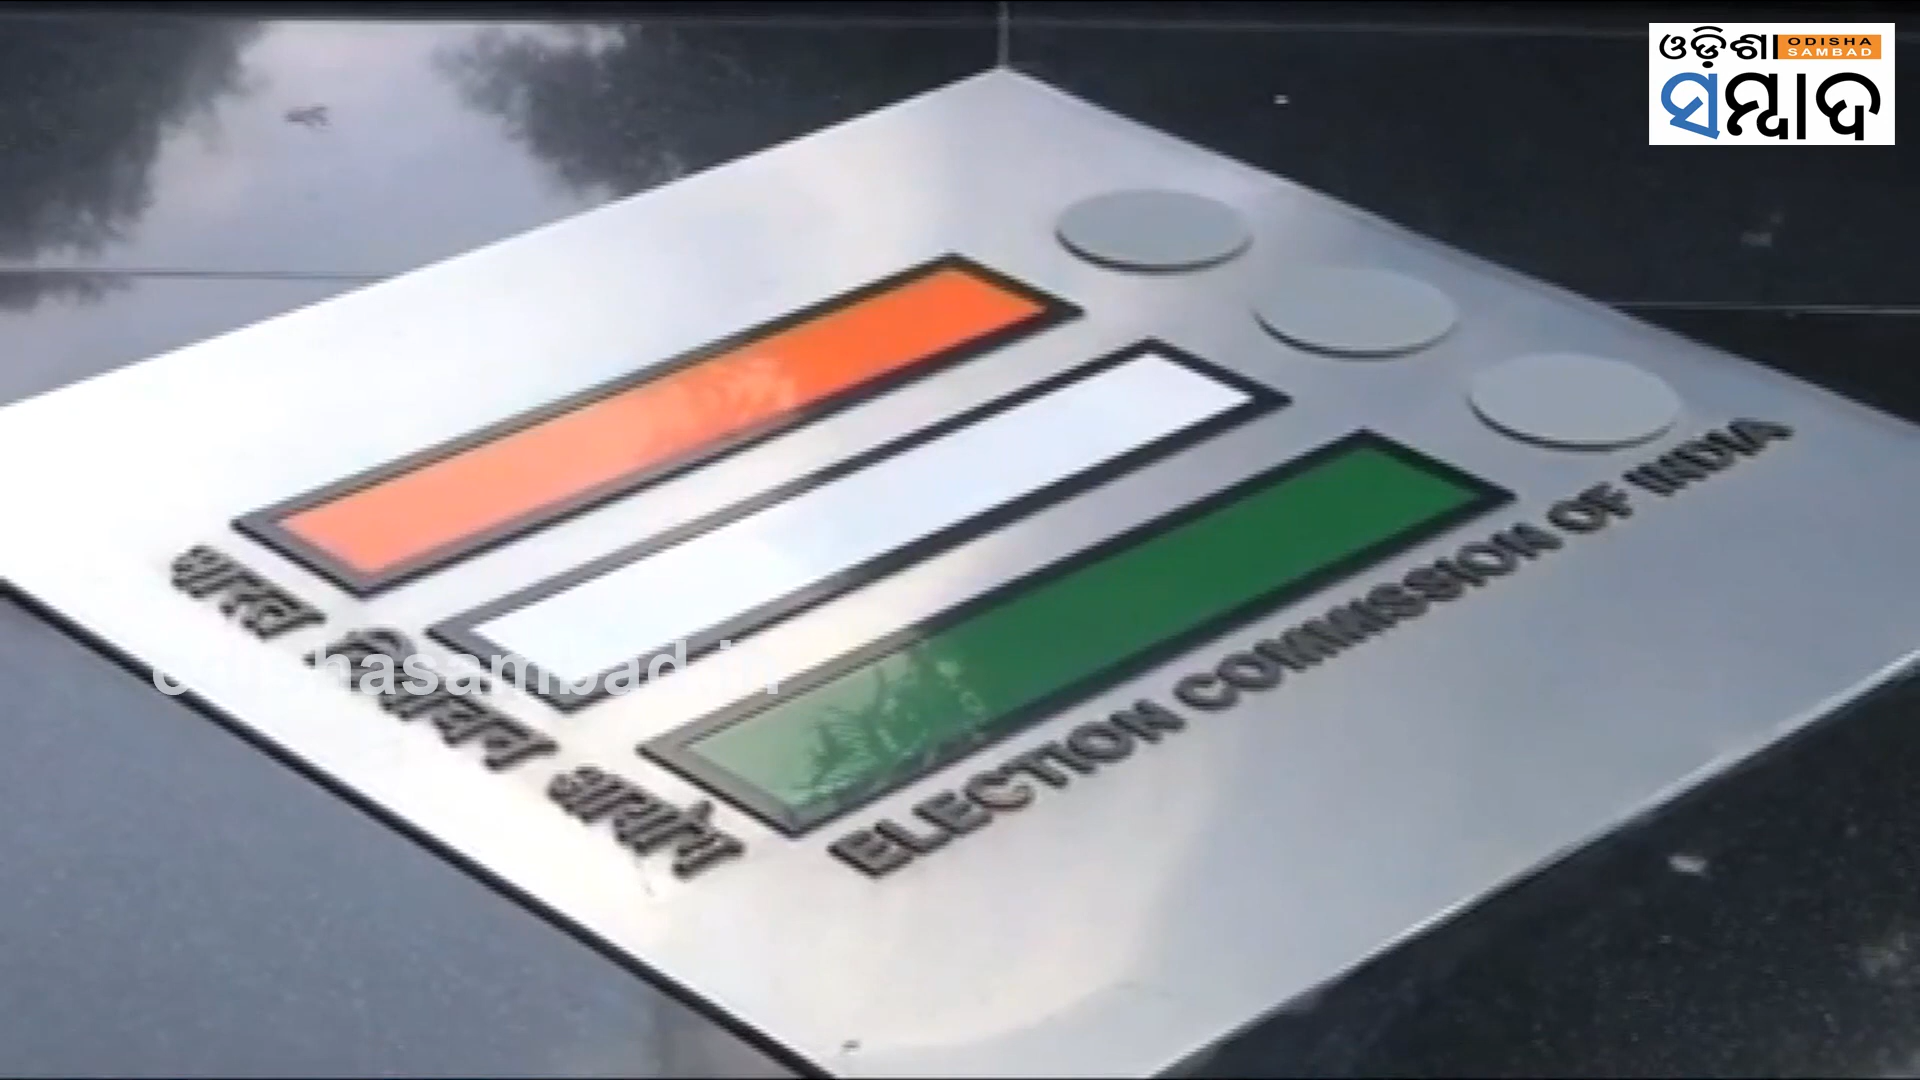 ଓଡ଼ିଶା ODISHA
SAMBAD
ସମ୍ବାଦ
भारत निर्वाचन आयोग
odishasambad.in
ELECTION COMMISSION OF INDIA